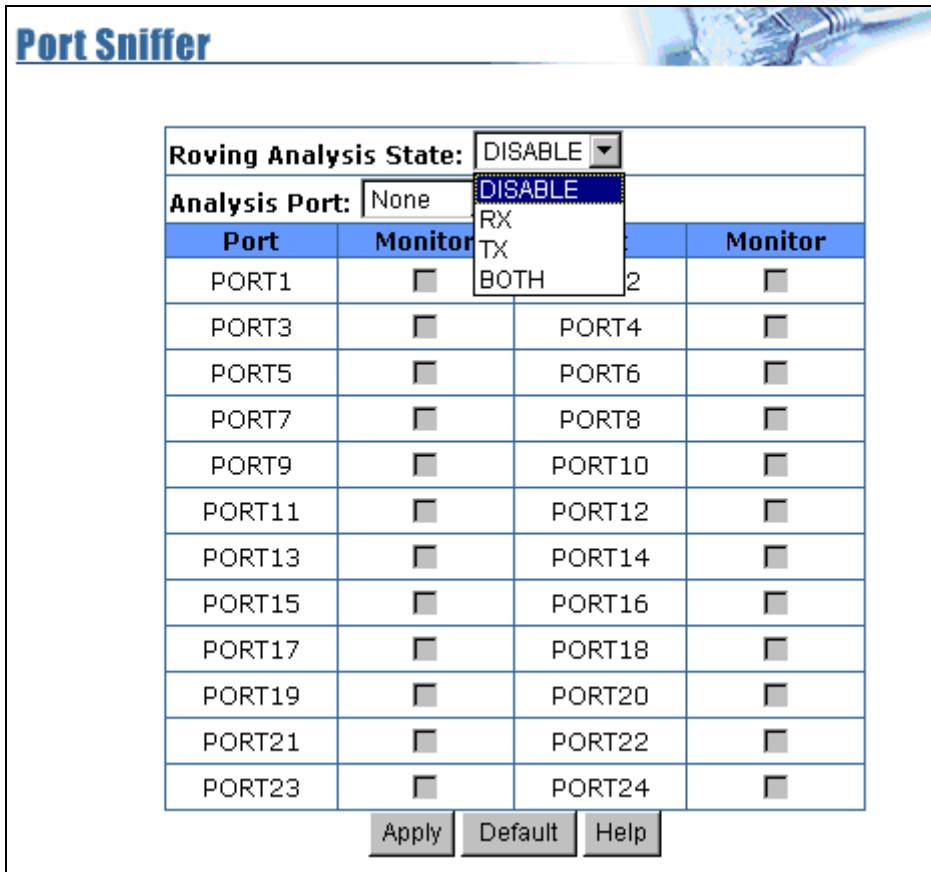 Port Sniffer
Roving Analysis State: DISABLE
Analysis Port: None
DISABLE
RX
TX
BOTH
Port Monitor Monitor
PORT1 2
PORT3 PORT4
PORT5 PORT6
PORT7 PORT8
PORT9 PORT10
PORT11 PORT12
PORT13 PORT14
PORT15 PORT16
PORT17 PORT18
PORT19 PORT20
PORT21 PORT22
PORT23 PORT24
Apply Default Help